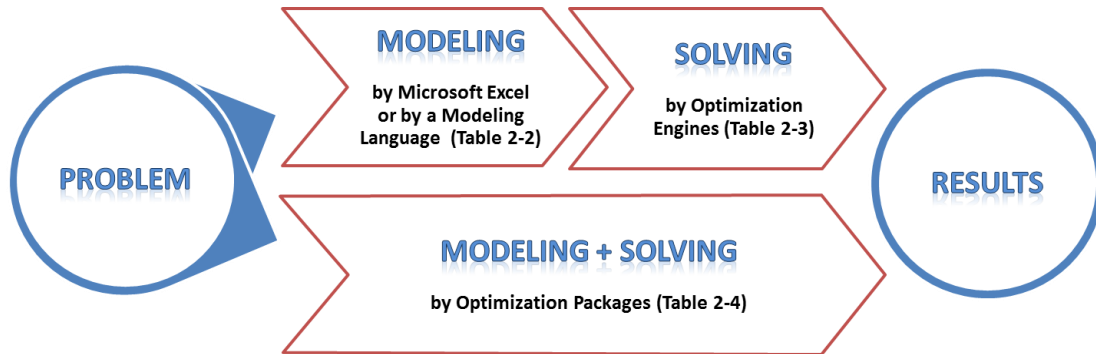 PROBLEM
MODELING
by Microsoft Excel
or by a Modeling
Language (Table 2-2)
SOLVING
by Optimization
Engines (Table 2-3)
MODELING + SOLVING
by Optimization Packages (Table 2-4)
RESULTS